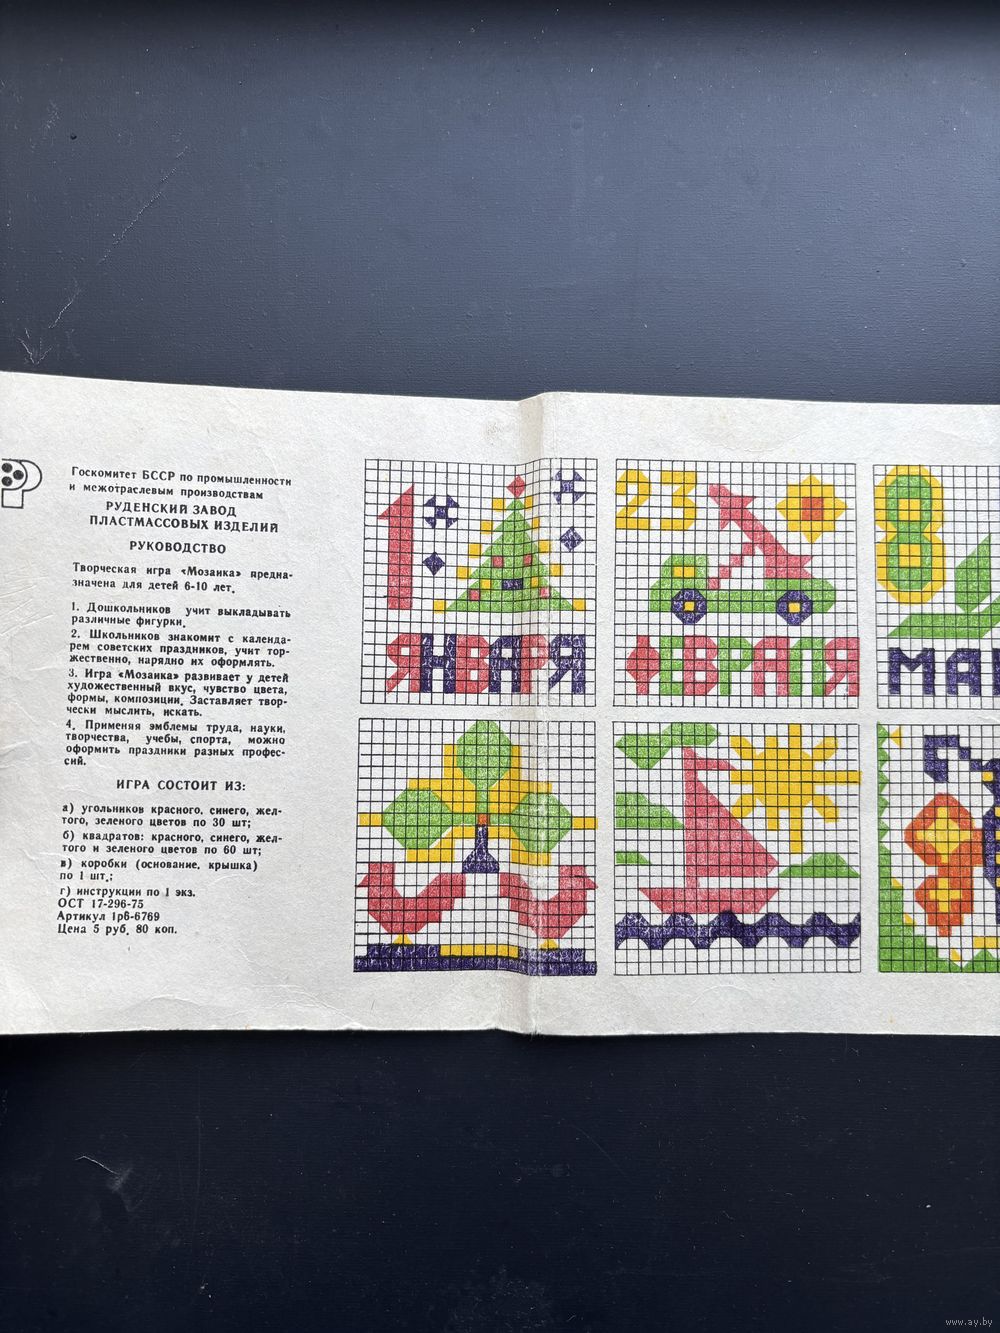 Госкомитет БССР по промышленности
и межотраслевым производствам
РУДЕНСКИЙ ЗАВОД
ПЛАСТМАССОВЫХ ИЗДЕЛИЙ
РУКОВОДСТВО
Творческая игра «Мозаика» предна-
значена для детей 6-10 лет.
1. Дошкольников учит выкладывать
различные фигурки.
2. Школьников знакомит с календа-
рем советских праздников, учит тор-
жественно, нарядно их оформлять.
3. Игра «Мозаика» развивает у детей
художественный вкус, чувство цвета,
формы, композиции. Заставляет твор-
чески мыслить, искать.
4. Применяя эмблемы труда, науки,
творчества, учебы, спорта, можно
оформить праздники разных профес-
сий.
ИГРА СОСТОИТ ИЗ:
а) угольников красного, синего, жел-
того, зеленого цветов по 30 шт;
б) квадратов: красного, синего, жел-
того и зеленого цветов по 60 шт;
в) коробки (основание, крышка)
по 1 шт.;
г) инструкции по 1 экз.
ОСТ 17-296-75
Артикул 1р6-6769
Цена 5 руб. 80 коп.
1
ЯНВАРЯ
23
ФЕВРАЛЯ
8
МАР
www.ay.by